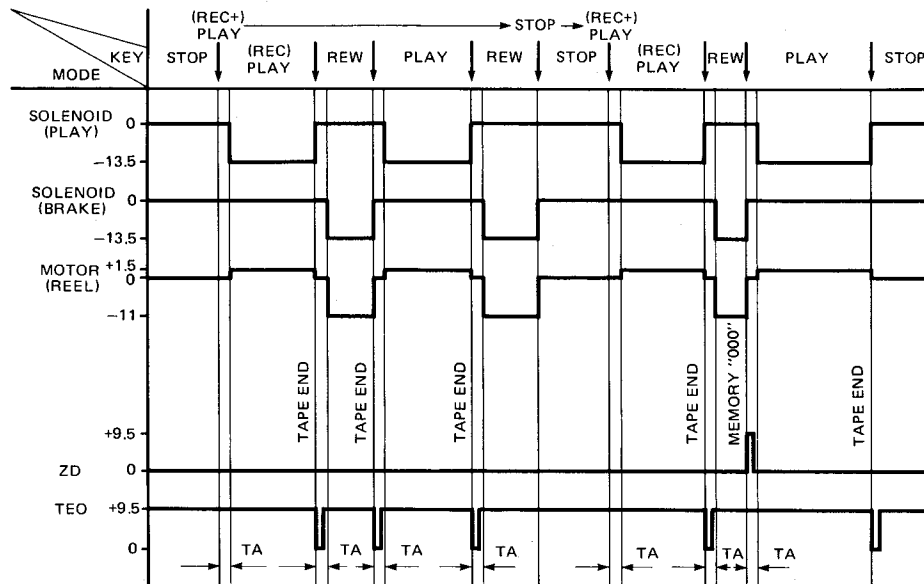 (REC+) PLAY → STOP → (REC+) PLAY
KEY STOP (REC) PLAY REW PLAY REW STOP (REC) PLAY REW PLAY STOP
MODE
SOLENOID (PLAY) 0
-13.5
SOLENOID (BRAKE) 0
-13.5
MOTOR (REEL) +1.5
0
-11
TAPE END TAPE END TAPE END TAPE END MEMORY "000" TAPE END
+9.5
ZD 0
TEO +9.5
0
TA TA TA TA TA TA TA